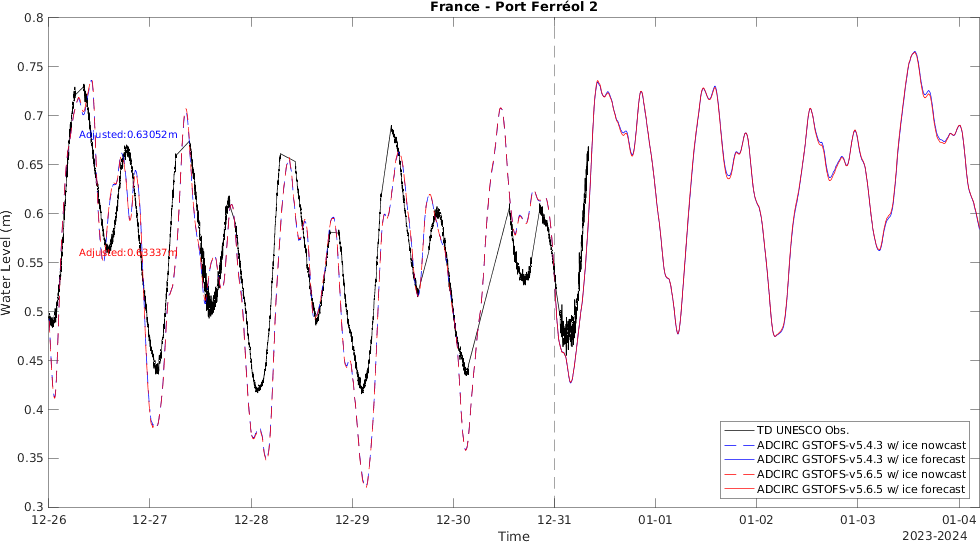 France - Port Ferréol 2
0.8
0.75
0.7
0.65
0.6
0.55
0.5
0.45
0.4
0.35
0.3
Water Level (m)
Adjusted:0.63052m
Adjusted:0.63337m
TD UNESCO Obs.
ADCIRC GSTOFS-v5.4.3 w/ ice nowcast
ADCIRC GSTOFS-v5.4.3 w/ ice forecast
ADCIRC GSTOFS-v5.6.5 w/ ice nowcast
ADCIRC GSTOFS-v5.6.5 w/ ice forecast
12-26 12-27 12-28 12-29 12-30 12-31 01-01 01-02 01-03 01-04
Time
2023-2024